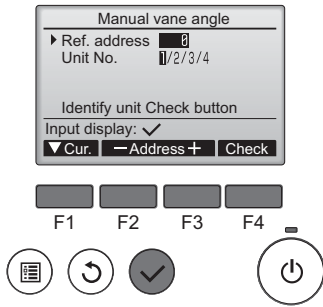 Manual vane angle
Ref. address 0
Unit No. 1/2/3/4
Identify unit Check button
Input display: ✓
▼Cur. −Address+ Check
F1 F2 F3 F4